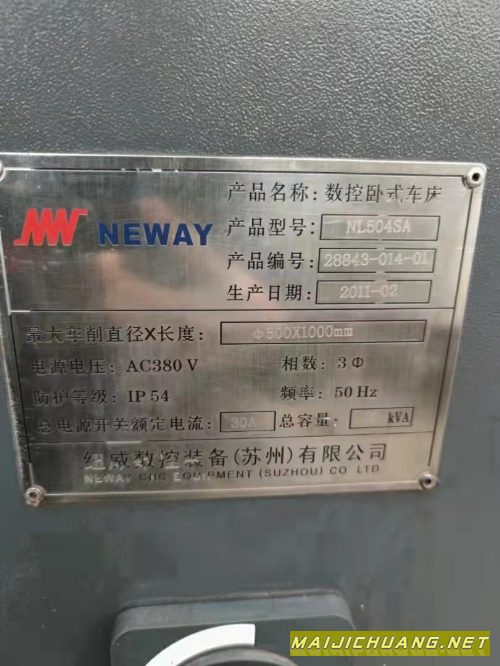 NEWAY
产品名称: 数控卧式车床
产品型号: NL504SA
产品编号: 28843-014-01
生产日期: 2011-02
最大车削直径X长度: Φ500X1000mm
电源电压: AC380 V 相数: 3 Φ
防护等级: IP 54 频率: 50 Hz
总电源开关额定电流: 30A 总容量: kVA
纽威数控装备(苏州)有限公司
NEWAY CNC EQUIPMENT (SUZHOU) CO LTD
MAIJICHUANG.NET